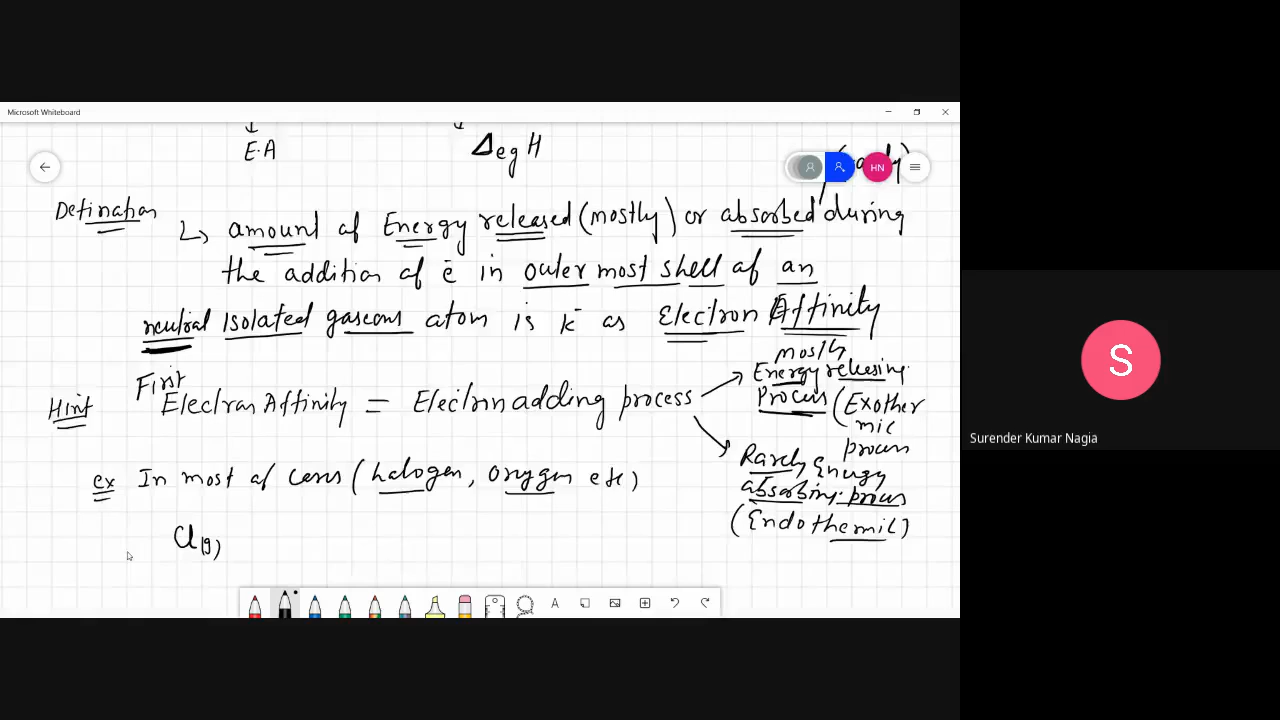 Microsoft Whiteboard
E.A
ΔegH
HN
Defination
↳ amount of Energy released (mostly) or absorbed during
the addition of ē in outer most shell of an
neutral Isolated gaseous atom is k̄ as Electron Affinity
mostly
First
Hint Electron Affinity = Electron adding process
Energy releasing
Process (Exother
mic
process
Rarely Energy
absorbing process
(Endothemic)
ex In most of cases (halogen, oxygen etc)
Cl(g)
A
S
Surender Kumar Nagia